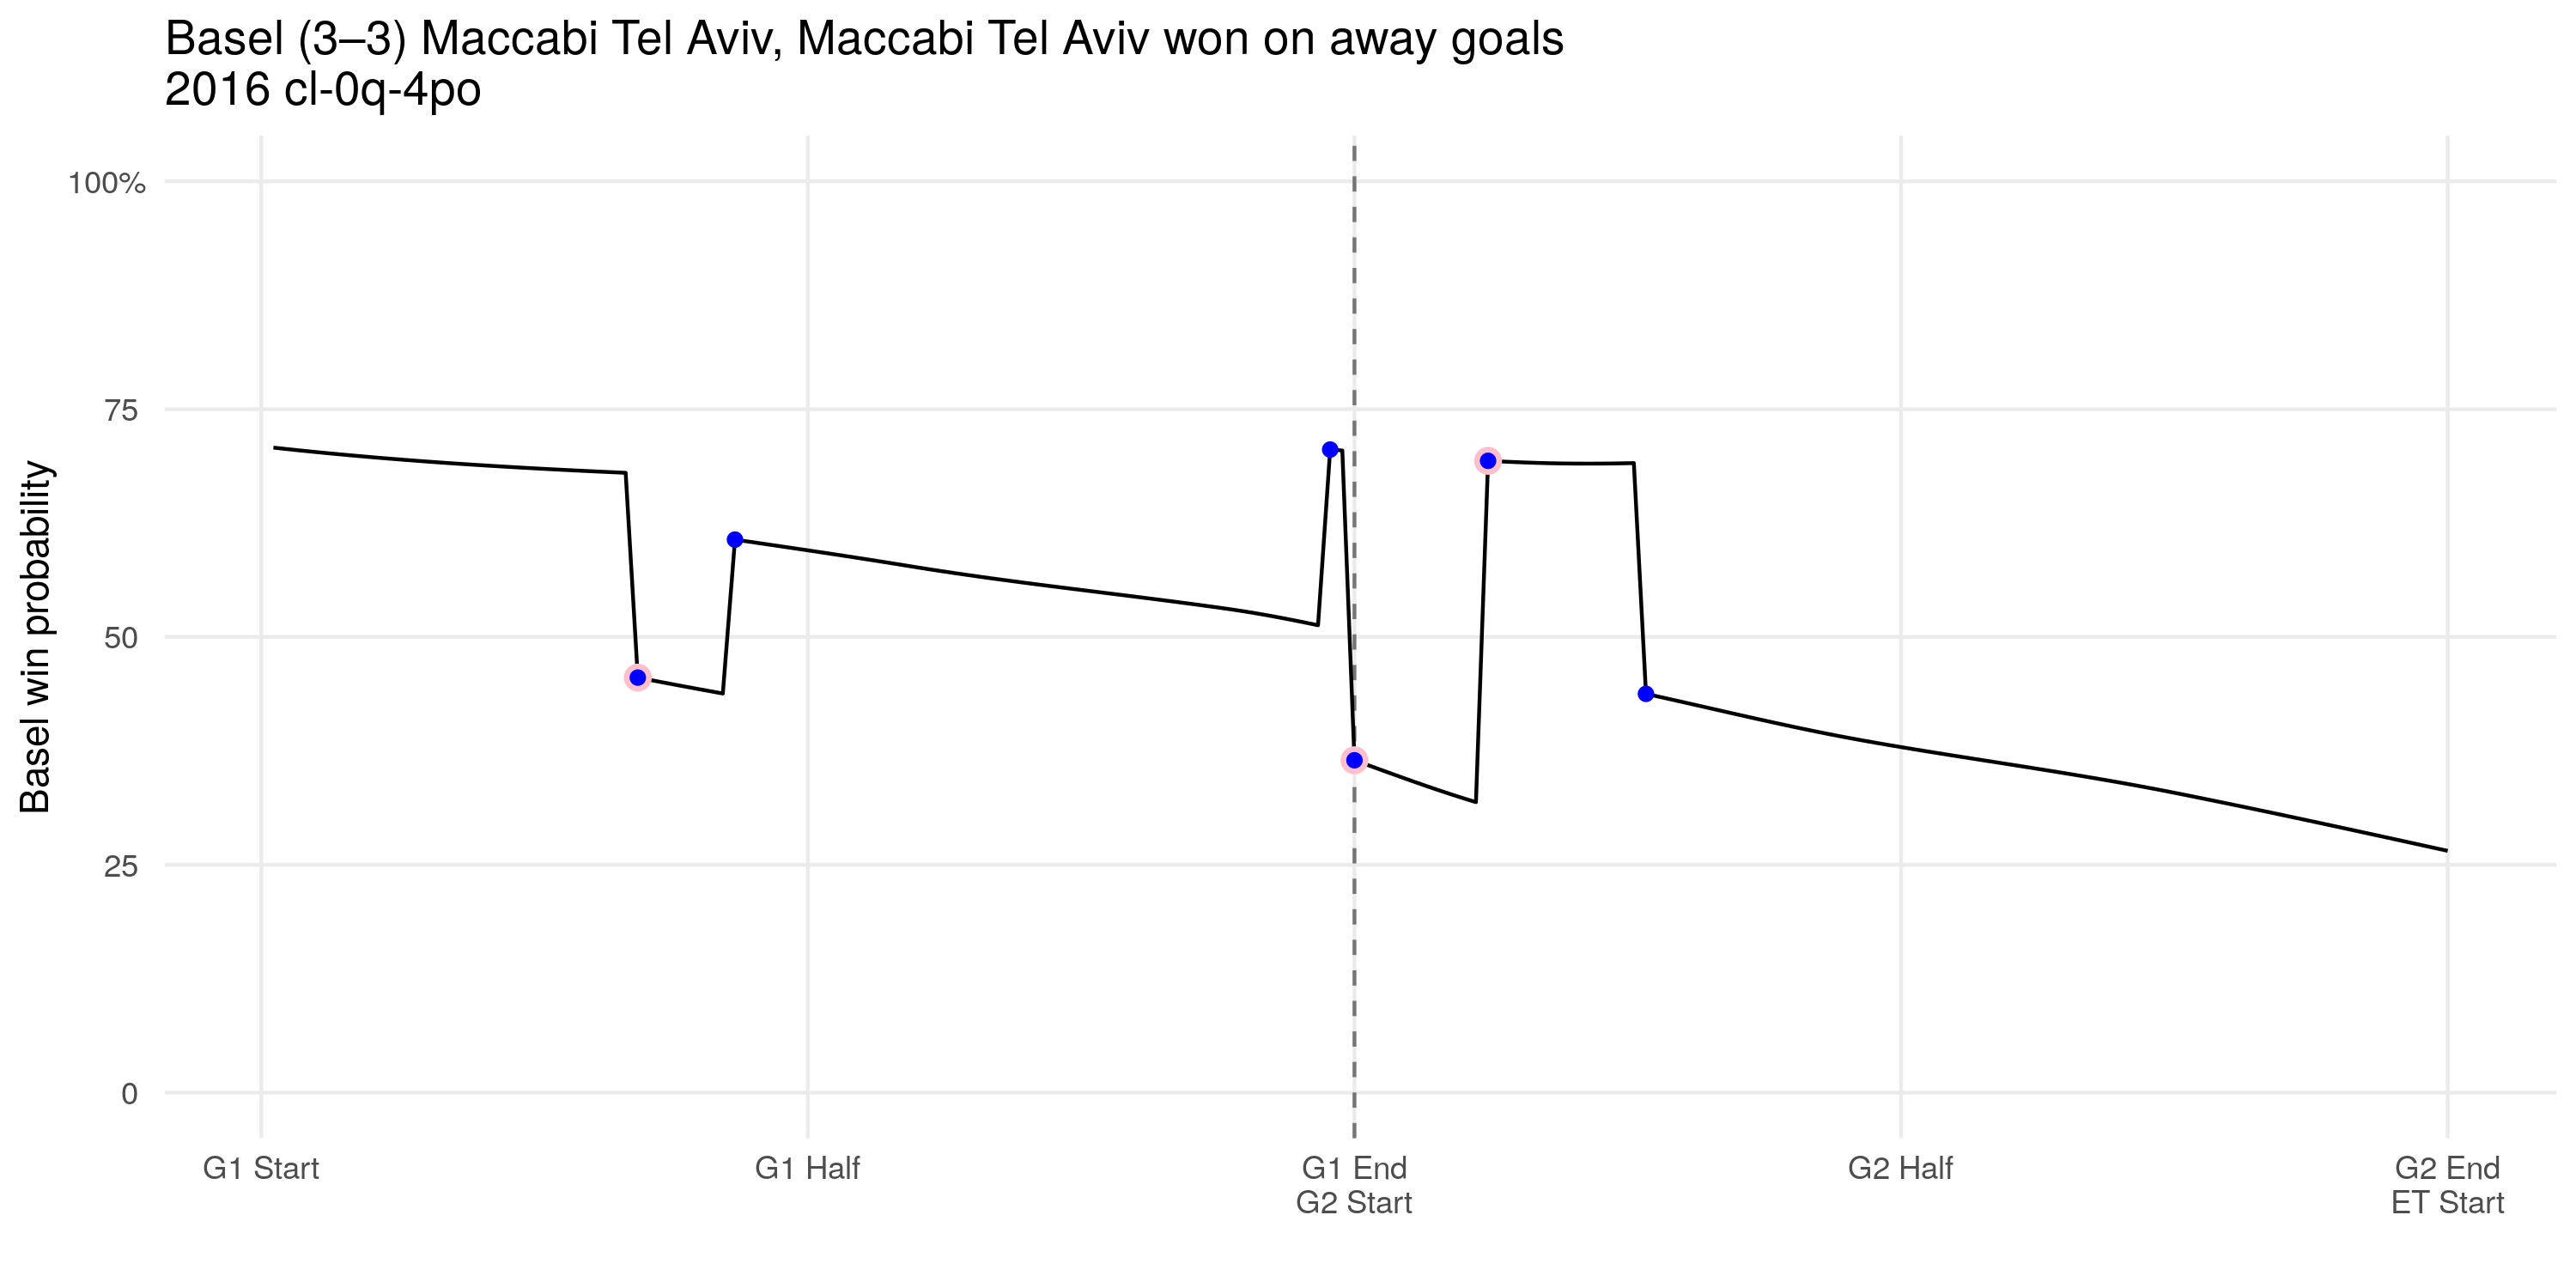 Basel (3–3) Maccabi Tel Aviv, Maccabi Tel Aviv won on away goals
2016 cl-0q-4po
Basel win probability
100%
75
50
25
0
G1 Start
G1 Half
G1 End
G2 Start
G2 Half
G2 End
ET Start